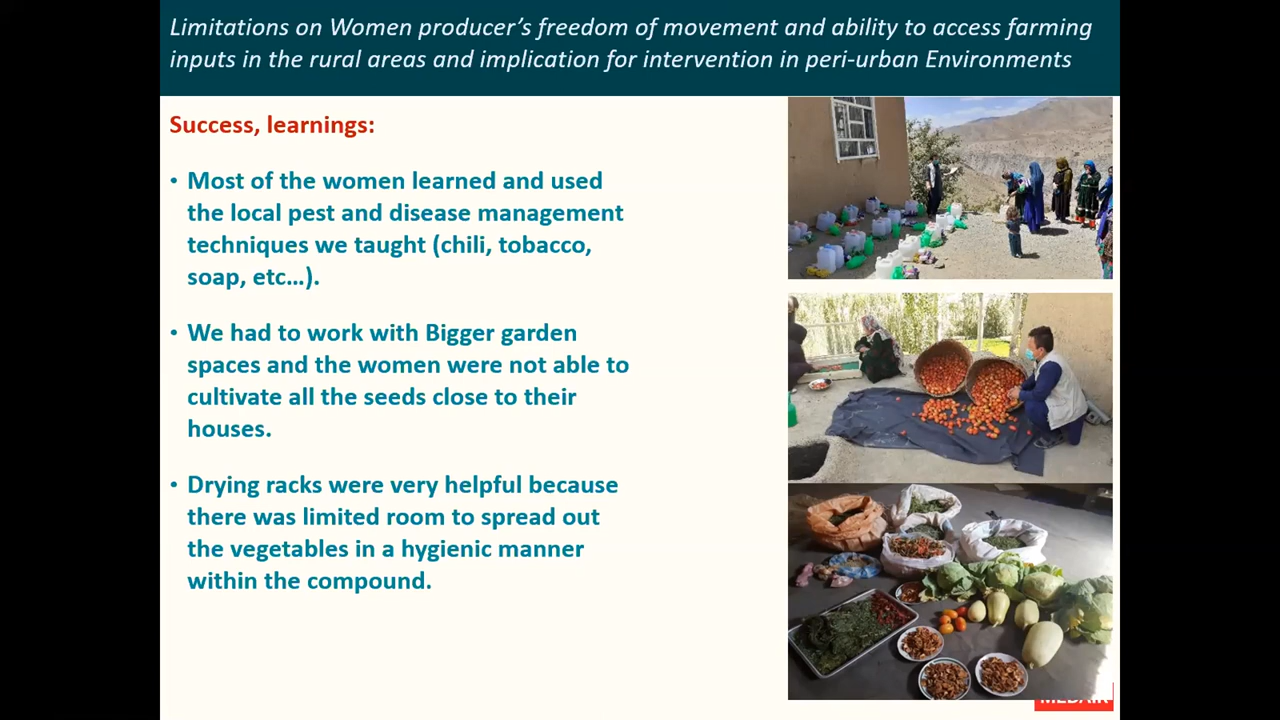 Limitations on Women producer's freedom of movement and ability to access farming
inputs in the rural areas and implication for intervention in peri-urban Environments
Success, learnings:
• Most of the women learned and used
the local pest and disease management
techniques we taught (chili, tobacco,
soap, etc...).
• We had to work with Bigger garden
spaces and the women were not able to
cultivate all the seeds close to their
houses.
• Drying racks were very helpful because
there was limited room to spread out
the vegetables in a hygienic manner
within the compound.
MEDAIR